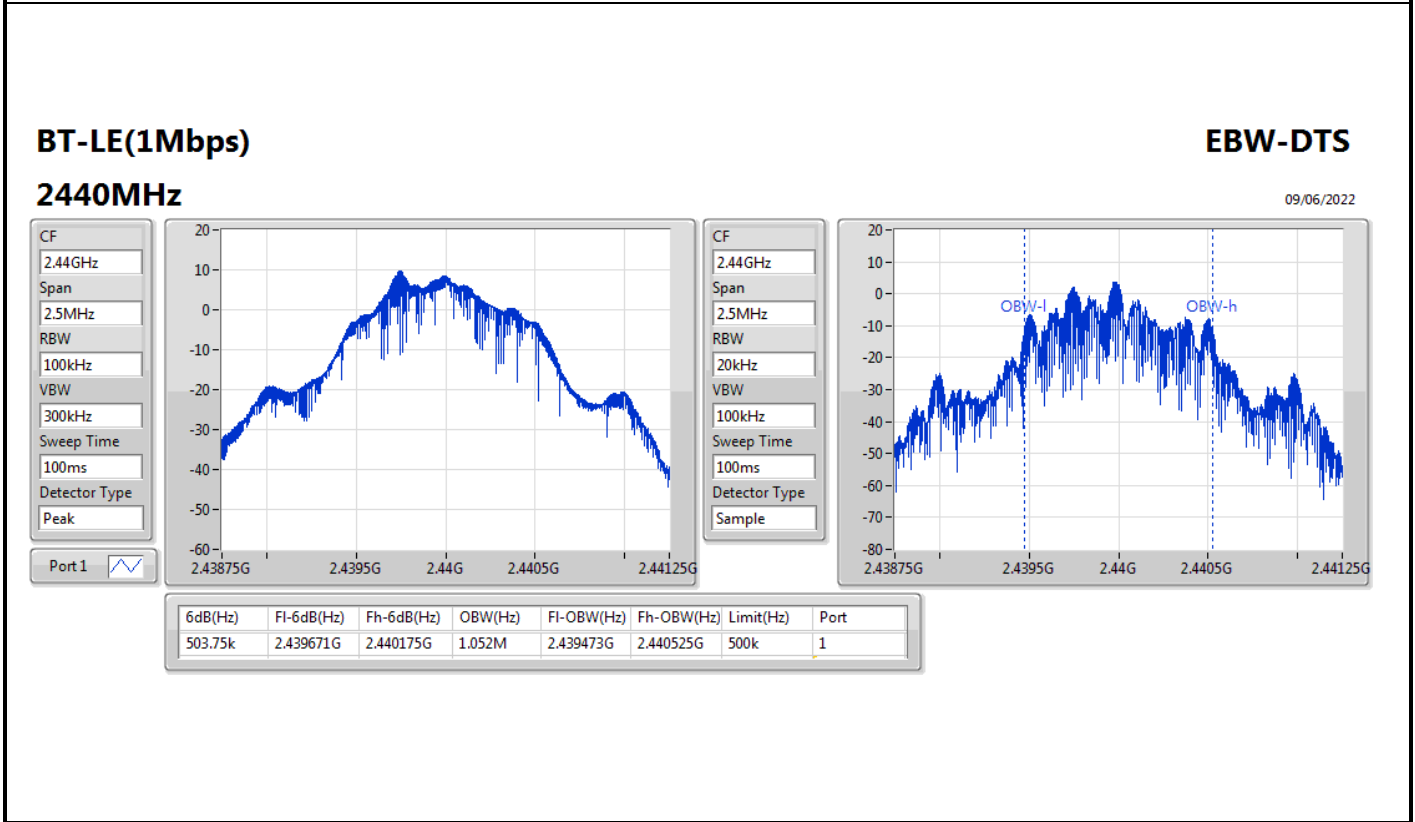 BT-LE(1Mbps)
EBW-DTS
2440MHz
09/06/2022
CF
2.44GHz
Span
2.5MHz
RBW
100kHz
VBW
300kHz
Sweep Time
100ms
Detector Type
Peak
Port 1
20
10
0
-10
-20
-30
-40
-50
-60
2.43875G 2.4395G 2.44G 2.4405G 2.44125G
CF
2.44GHz
Span
2.5MHz
RBW
20kHz
VBW
100kHz
Sweep Time
100ms
Detector Type
Sample
20
10
0
-10
-20
-30
-40
-50
-60
-70
-80
OBW-l OBW-h
2.43875G 2.4395G 2.44G 2.4405G 2.44125G
6dB(Hz) Fl-6dB(Hz) Fh-6dB(Hz) OBW(Hz) Fl-OBW(Hz) Fh-OBW(Hz) Limit(Hz) Port
503.75k 2.439671G 2.440175G 1.052M 2.439473G 2.440525G 500k 1